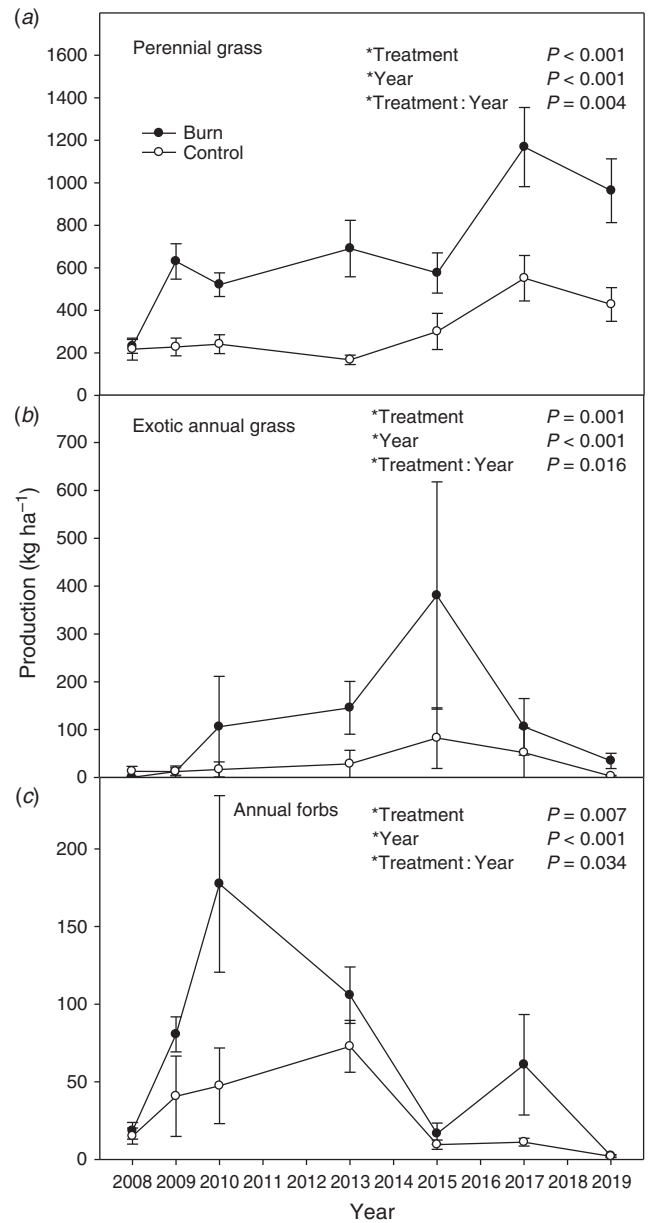 (a)
Perennial grass
*Treatment P < 0.001
*Year P < 0.001
*Treatment : Year P = 0.004
Burn
Control
1600
1400
1200
1000
800
600
400
200
0
(b)
Exotic annual grass
*Treatment P = 0.001
*Year P < 0.001
*Treatment : Year P = 0.016
700
600
500
400
300
200
100
0
Production (kg ha⁻¹)
(c)
Annual forbs
*Treatment P = 0.007
*Year P < 0.001
*Treatment : Year P = 0.034
200
150
100
50
0
2008 2009 2010 2011 2012 2013 2014 2015 2016 2017 2018 2019
Year